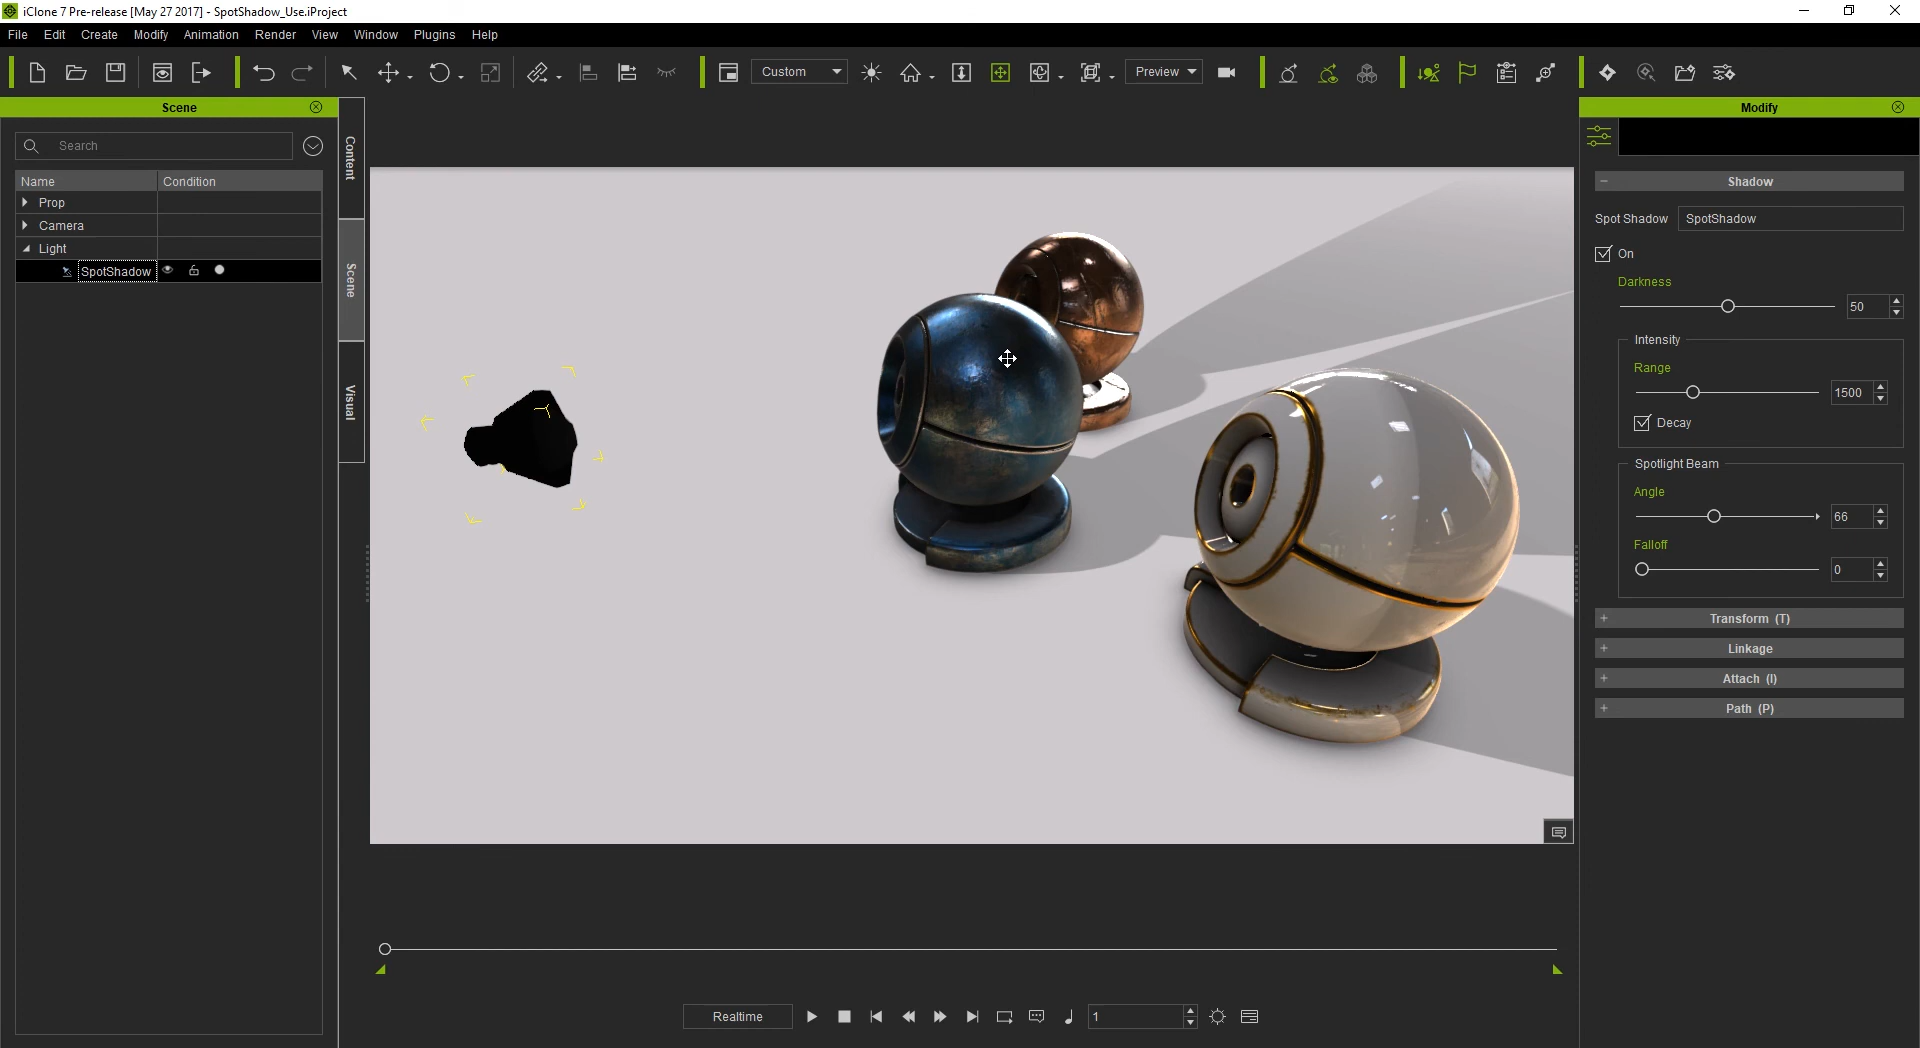 iClone 7 Pre-release [May 27 2017] - SpotShadow_Use.iProject
File Edit Create Modify Animation Render View Window Plugins Help
Custom Preview
Scene
Search
Name Condition
Prop
Camera
Light
SpotShadow
Content
Scene
Visual
Modify
Shadow
Spot Shadow SpotShadow
On
Darkness
50
Intensity
Range
1500
Decay
Spotlight Beam
Angle
66
Falloff
0
Transform (T)
Linkage
Attach (I)
Path (P)
Realtime 1